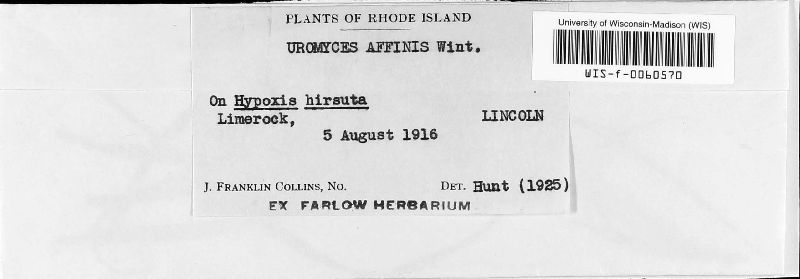 PLANTS OF RHODE ISLAND
UROMYCES AFFINIS Wint.
University of Wisconsin-Madison (WIS)
WIS-f-0060570
On Hypoxis hirsuta
Limerock, LINCOLN
5 August 1916
J. FRANKLIN COLLINS, No. DET. Hunt (1925)
EX FARLOW HERBARIUM